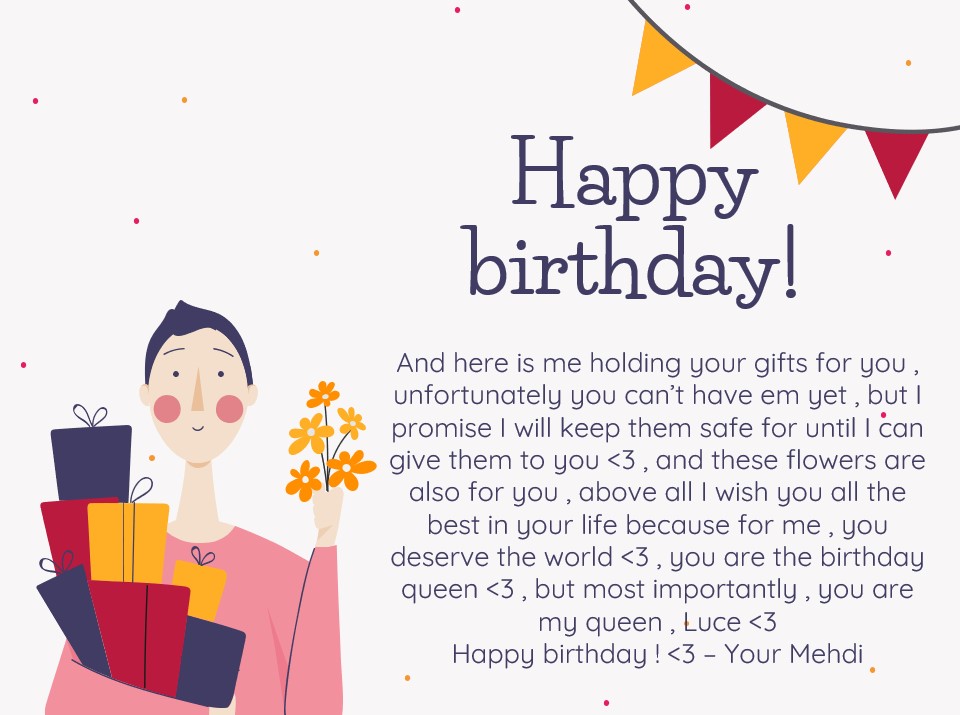 Happy
birthday!
And here is me holding your gifts for you ,
unfortunately you can’t have em yet , but I
promise I will keep them safe for until I can
give them to you <3 , and these flowers are
also for you , above all I wish you all the
best in your life because for me , you
deserve the world <3 , you are the birthday
queen <3 , but most importantly , you are
my queen , Luce <3
Happy birthday ! <3 – Your Mehdi